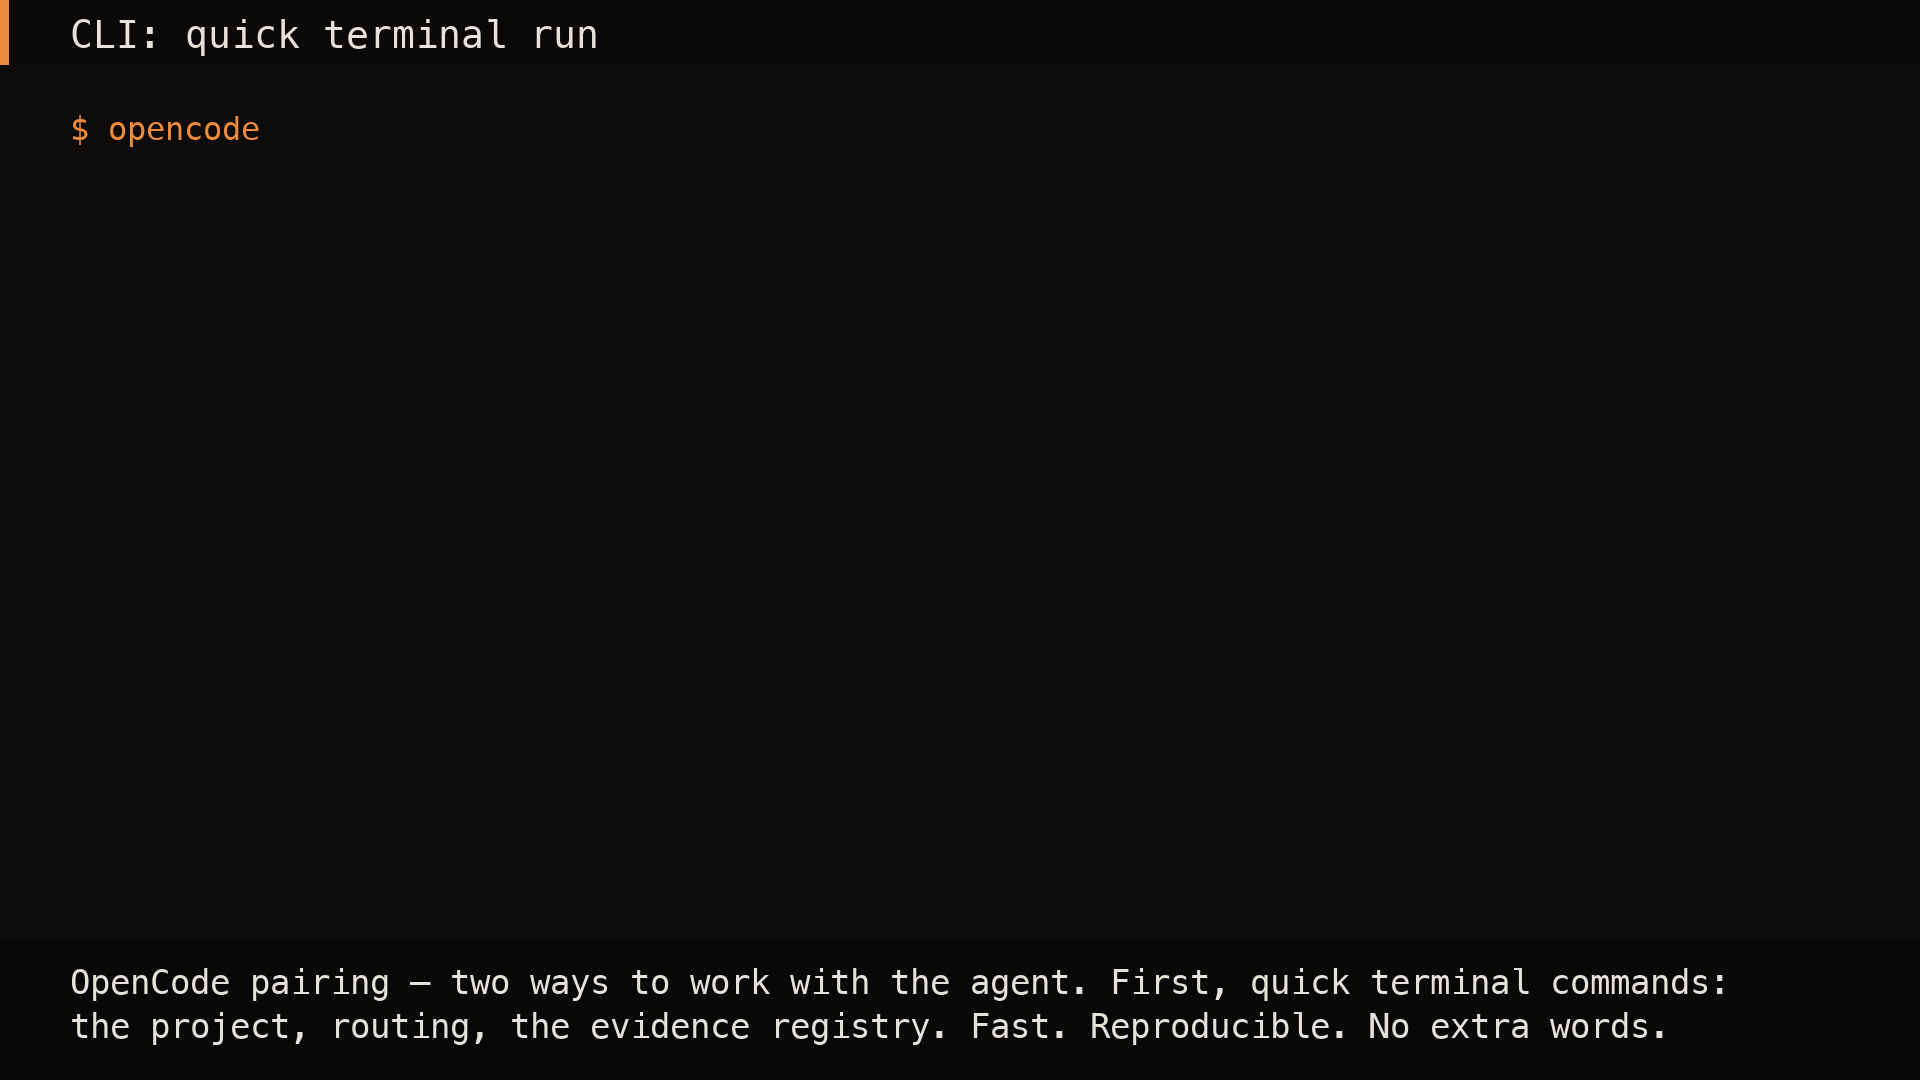 CLI: quick terminal run
$ opencode
OpenCode pairing — two ways to work with the agent. First, quick terminal commands:
the project, routing, the evidence registry. Fast. Reproducible. No extra words.